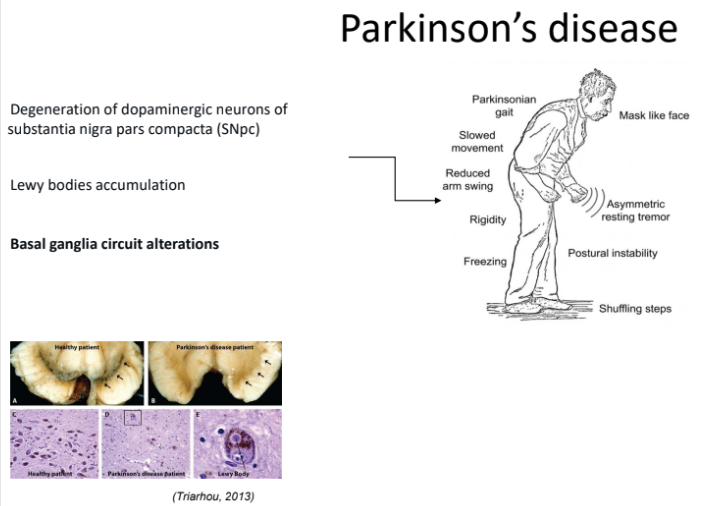 Parkinson's disease
Degeneration of dopaminergic neurons of
substantia nigra pars compacta (SNpc)
Lewy bodies accumulation
Basal ganglia circuit alterations
Parkinsonian
gait
Mask like face
Slowed
movement
Reduced
arm swing
Asymmetric
resting tremor
Rigidity
Postural instability
Freezing
Shuffling steps
Healthy patient
Parkinson's disease patient
A
B
C
D
E
Healthy patient
Parkinson's disease patient
Lewy Body
(Triarhou, 2013)